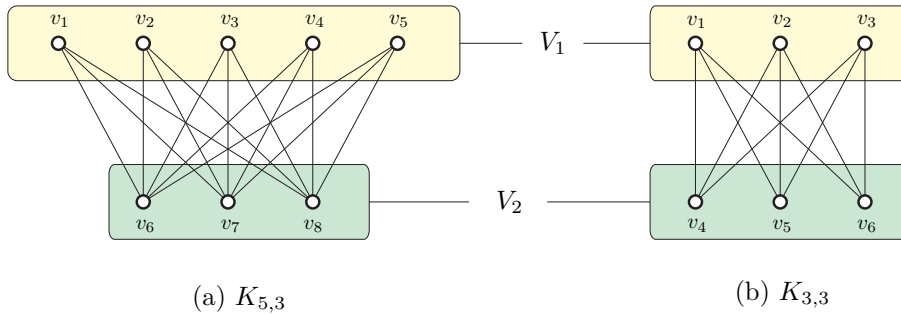 v₁ v₂ v₃ v₄ v₅ V₁ v₁ v₂ v₃
v₆ v₇ v₈ V₂ v₄ v₅ v₆
(a) K₅,₃ (b) K₃,₃